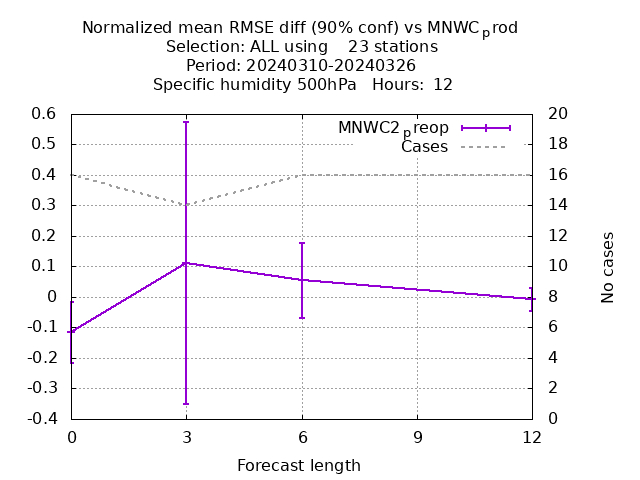 Normalized mean RMSE diff (90% conf) vs MNWCprod
Selection: ALL using 23 stations
Period: 20240310-20240326
Specific humidity 500hPa Hours: 12
0.6 20
MNWC2preop
0.5 18
Cases
0.4 16
0.3 14
0.2 12
0.1 10
0 8
-0.1 6
-0.2 4
-0.3 2
-0.4 0
No cases
0 3 6 9 12
Forecast length